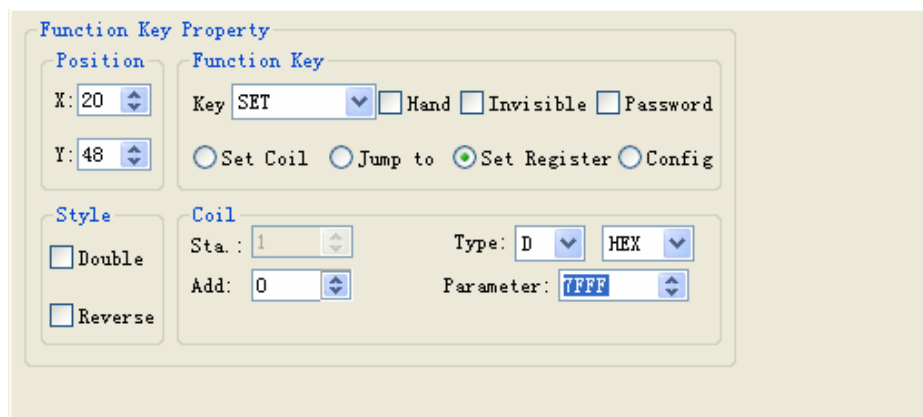 Function Key Property
Position
X: 20
Y: 48
Function Key
Key SET Hand Invisible Password
Set Coil Jump to Set Register Config
Style
Double
Reverse
Coil
Sta.: 1 Type: D HEX
Add: 0 Parameter: 7FFF